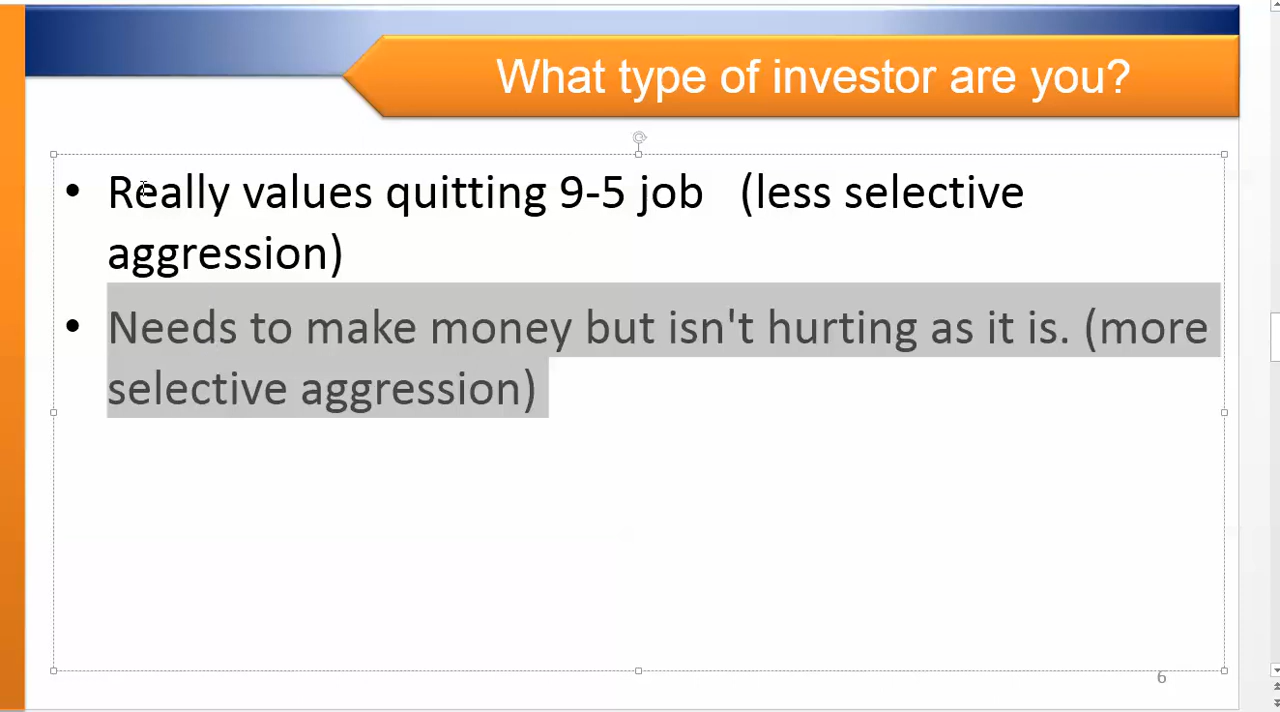 What type of investor are you?
• Really values quitting 9-5 job   (less selective
aggression)
• Needs to make money but isn't hurting as it is. (more
selective aggression)
6